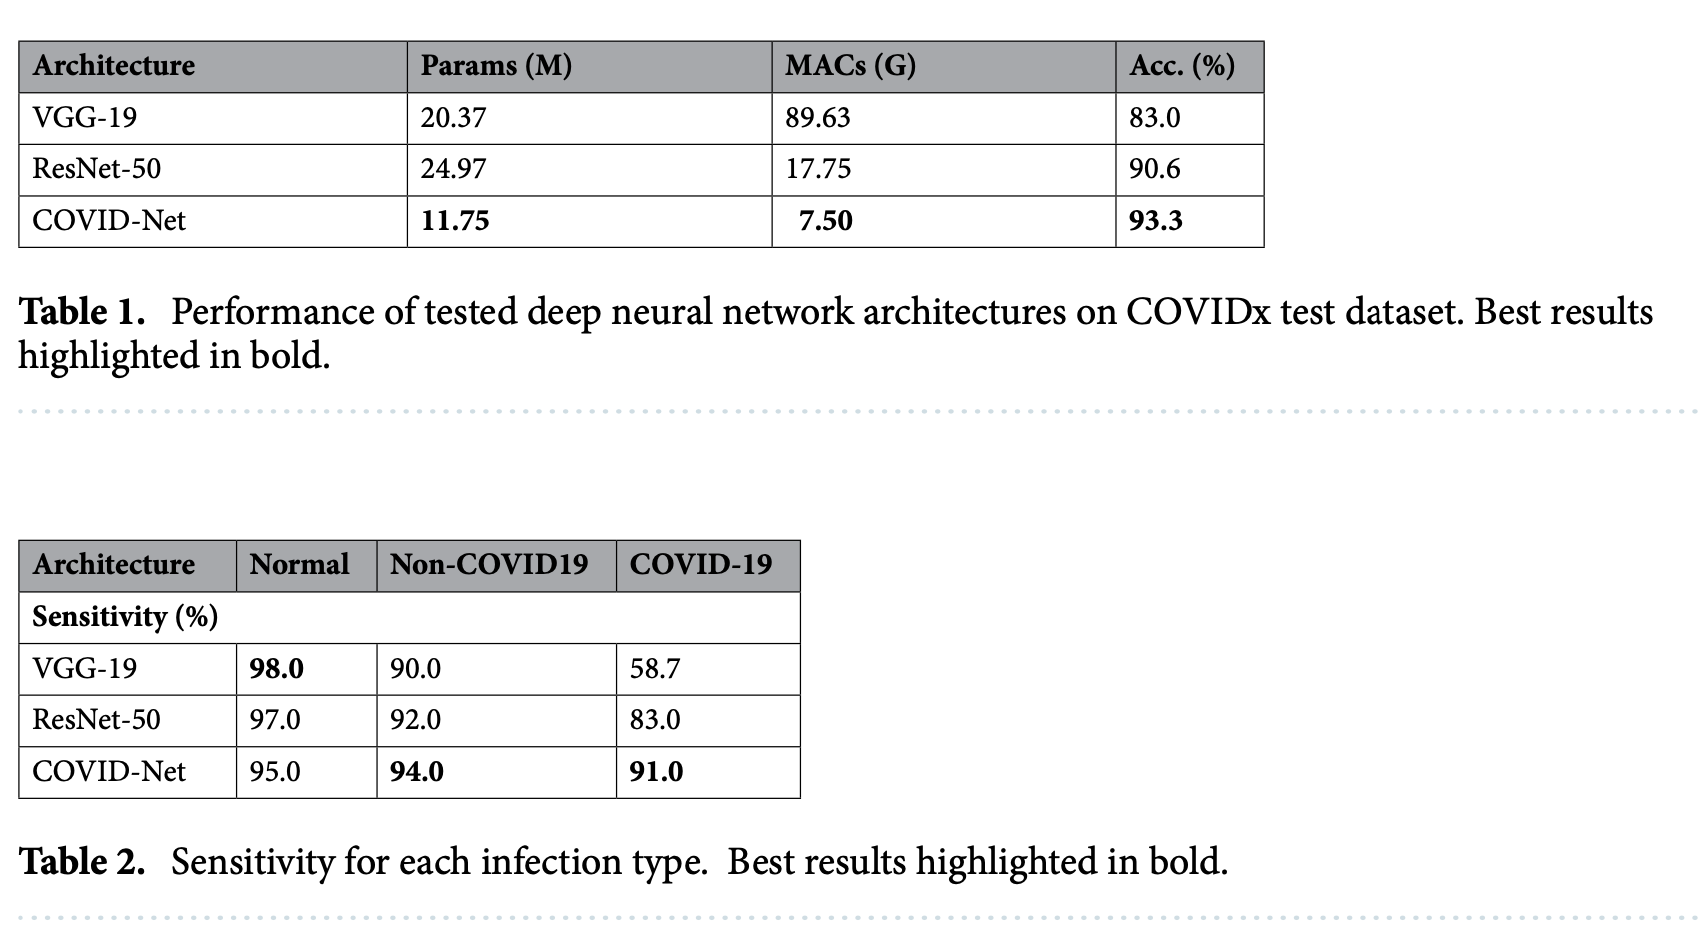 Architecture Params (M) MACs (G) Acc. (%)
VGG-19 20.37 89.63 83.0
ResNet-50 24.97 17.75 90.6
COVID-Net 11.75 7.50 93.3
Table 1. Performance of tested deep neural network architectures on COVIDx test dataset. Best results
highlighted in bold.
Architecture Normal Non-COVID19 COVID-19
Sensitivity (%)
VGG-19 98.0 90.0 58.7
ResNet-50 97.0 92.0 83.0
COVID-Net 95.0 94.0 91.0
Table 2. Sensitivity for each infection type. Best results highlighted in bold.